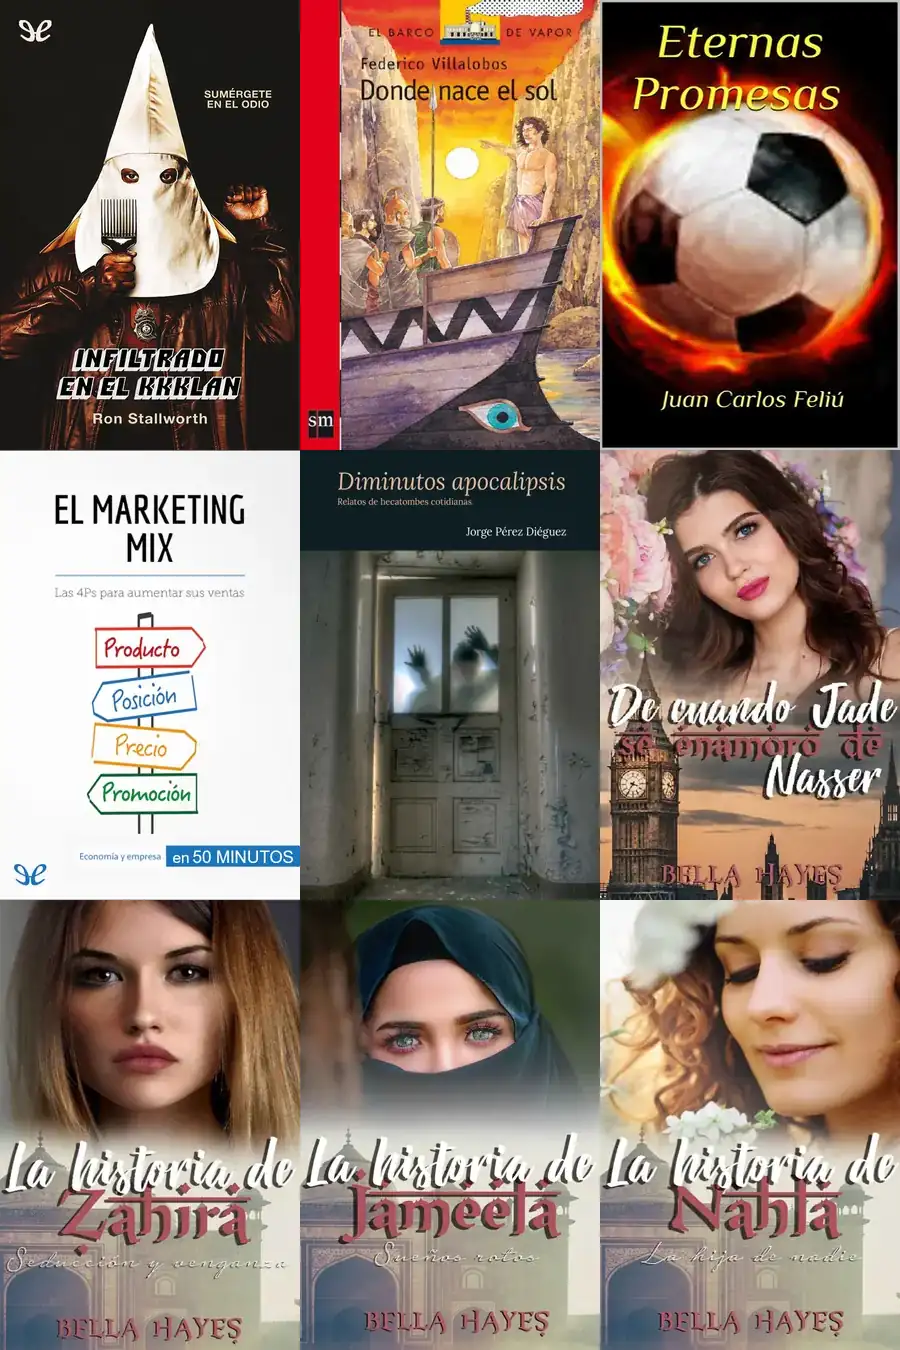 SUMÉRGETE
EN EL ODIO
INFILTRADO
EN EL KKKLAN
Ron Stallworth
EL BARCO DE VAPOR
Federico Villalobos
Donde nace el sol
sm
Eternas
Promesas
Juan Carlos Feliú
EL MARKETING
MIX
Las 4Ps para aumentar sus ventas
Producto
Posición
Precio
Promoción
Economía y empresa en 50 MINUTOS
Diminutos apocalipsis
Relatos de hecatombes cotidianas
Jorge Pérez Diéguez
De cuando Jade
se enamoró de
Nasser
BELLA HAYES
La historia de
Zahira
Seducción y venganza
BELLA HAYES
La historia de
Jameela
Sueños rotos
BELLA HAYES
La historia de
Nahla
La hija de nadie
BELLA HAYES